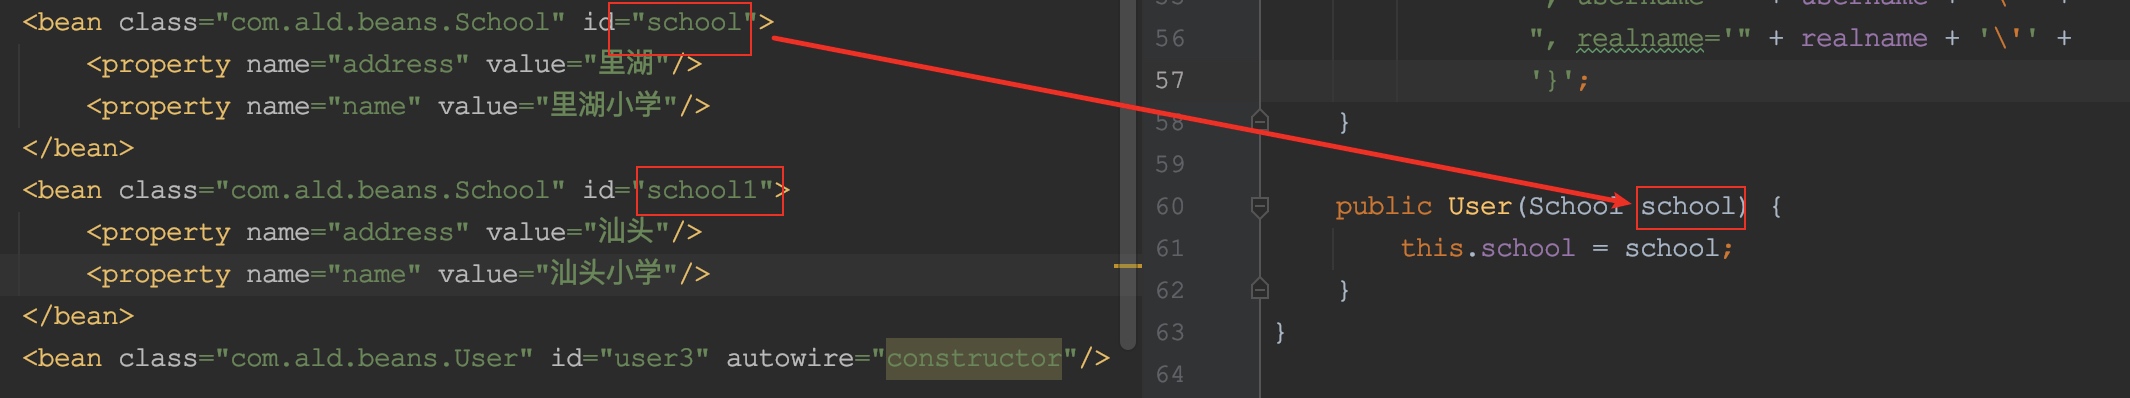 <bean class="com.ald.beans.School" id="school">
<property name="address" value="里湖"/>
<property name="name" value="里湖小学"/>
</bean>
<bean class="com.ald.beans.School" id="school1">
<property name="address" value="汕头"/>
<property name="name" value="汕头小学"/>
</bean>
<bean class="com.ald.beans.User" id="user3" autowire="constructor"/>
56 ", realname='" + realname + '\'' +
57 '}';
58 }
59
60 public User(School school) {
61 this.school = school;
62 }
63 }
64